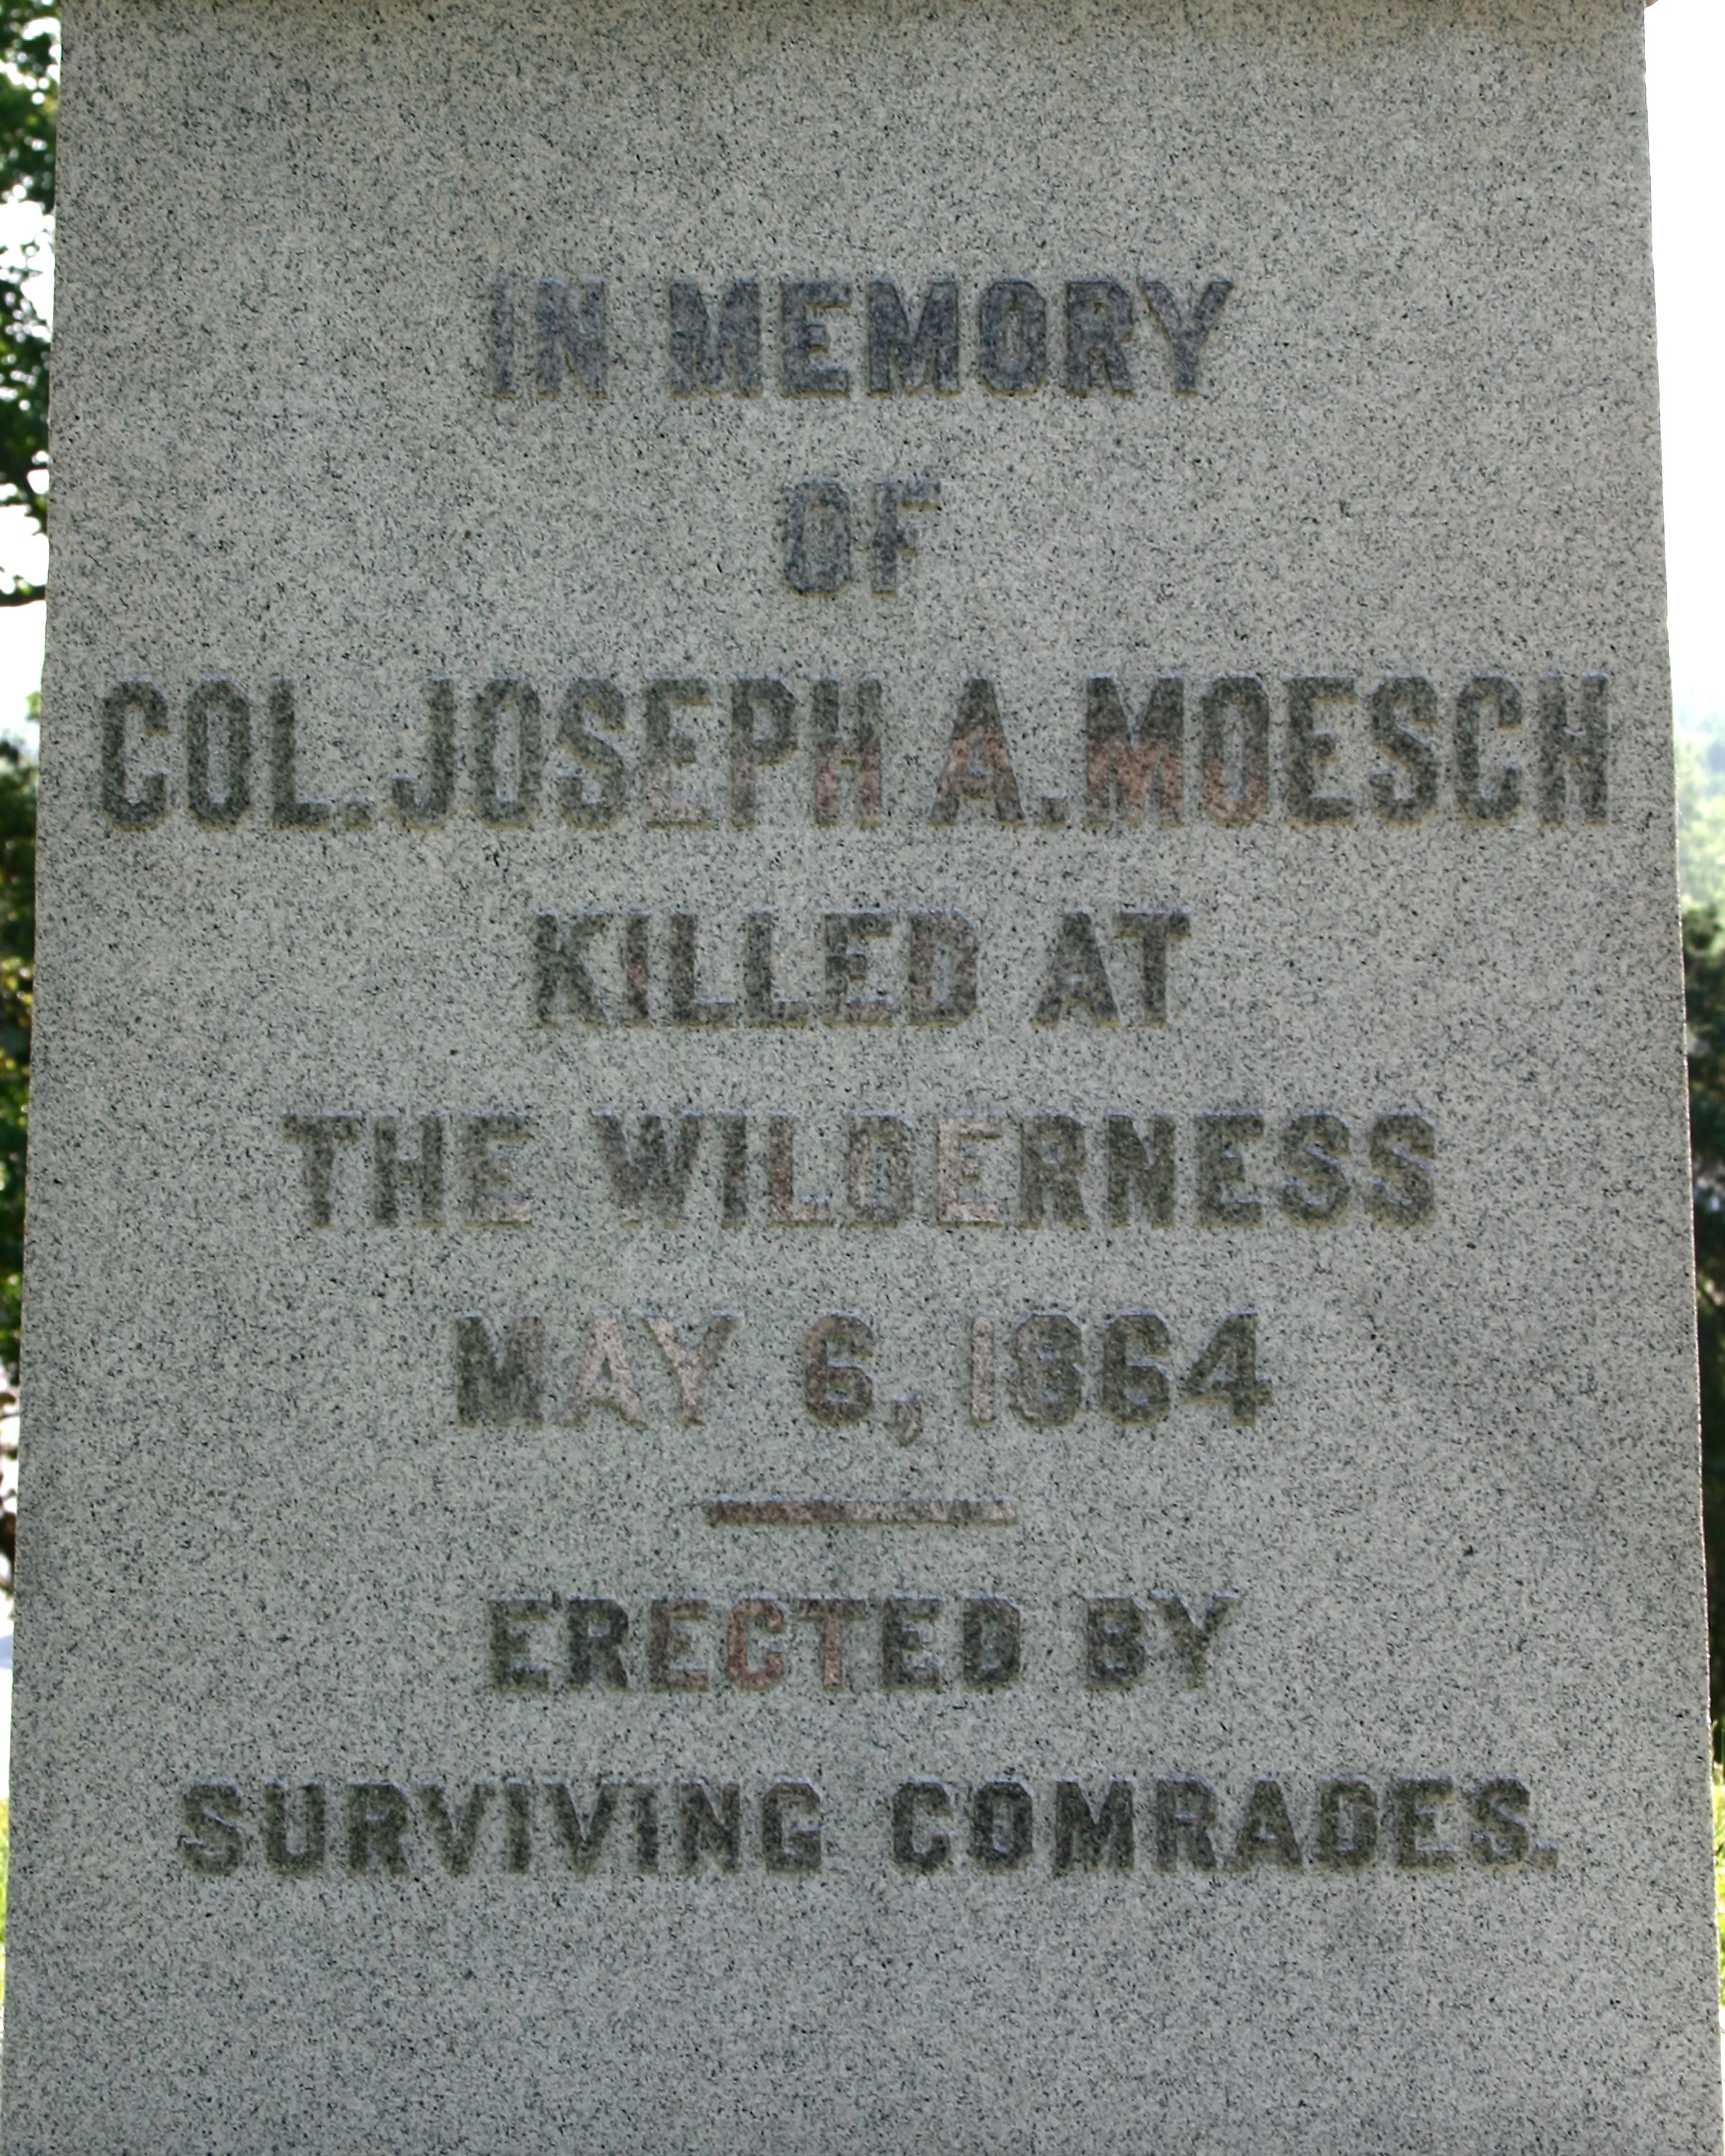 IN MEMORY
OF
COL. JOSEPH A. MOESCH
KILLED AT
THE WILDERNESS
MAY 6, 1864
ERECTED BY
SURVIVING COMRADES.